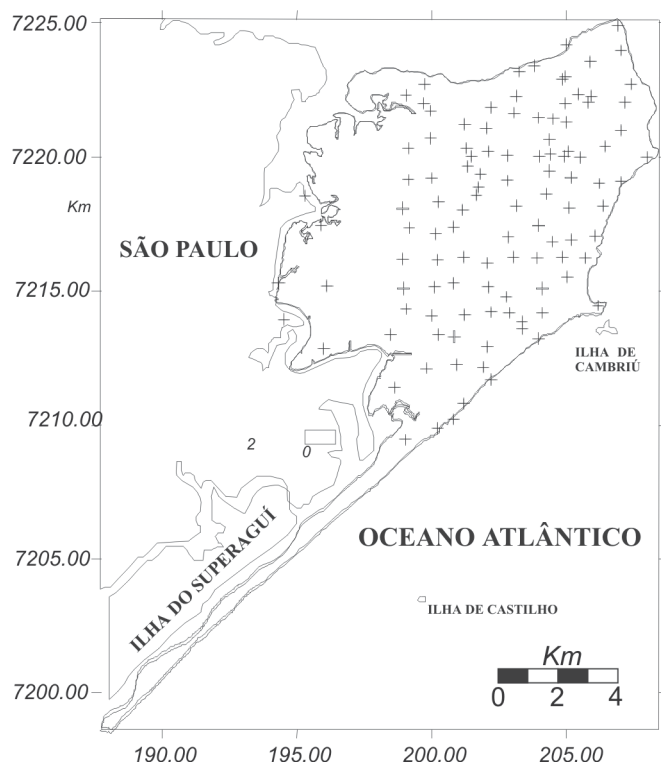 7225.00
7220.00
Km
SÃO PAULO
7215.00
ILHA DE
CAMBRIÚ
7210.00
2
0
OCEANO ATLÂNTICO
7205.00
ILHA DO SUPERAGUÍ
ILHA DE CASTILHO
Km
7200.00
0 2 4
190.00 195.00 200.00 205.00